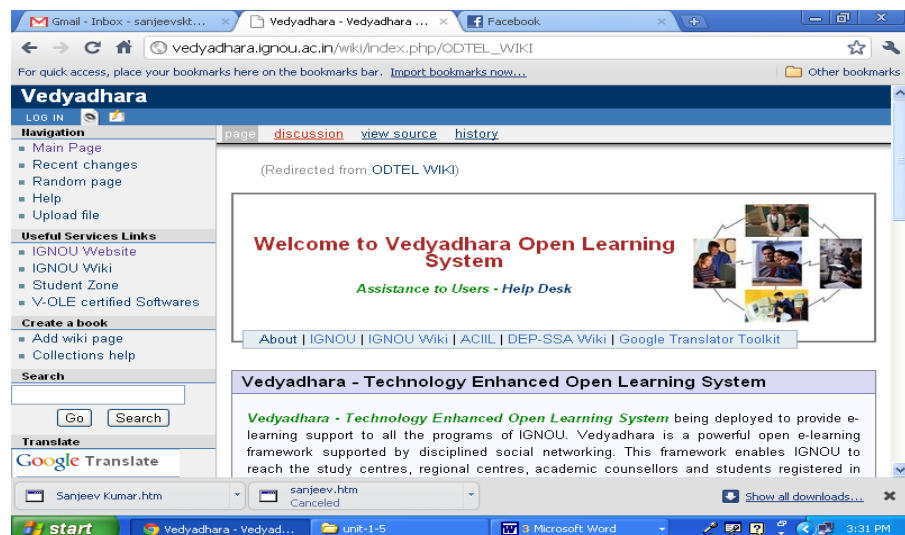 Gmail - Inbox - sanjeevskt...
Vedyadhara - Vedyadhara ...
Facebook
vedyadhara.ignou.ac.in/wiki/index.php/ODTEL_WIKI
For quick access, place your bookmarks here on the bookmarks bar. Import bookmarks now...
Other bookmarks
Vedyadhara
LOG IN
Navigation
Main Page
Recent changes
Random page
Help
Upload file
Useful Services Links
IGNOU Website
IGNOU Wiki
Student Zone
V-OLE certified Softwares
Create a book
Add wiki page
Collections help
Search
Go Search
Translate
Google Translate
page discussion view source history
(Redirected from ODTEL WIKI)
Welcome to Vedyadhara Open Learning
System
Assistance to Users - Help Desk
About | IGNOU | IGNOU Wiki | ACIIL | DEP-SSA Wiki | Google Translator Toolkit
Vedyadhara - Technology Enhanced Open Learning System
Vedyadhara - Technology Enhanced Open Learning System being deployed to provide e-
learning support to all the programs of IGNOU. Vedyadhara is a powerful open e-learning
framework supported by disciplined social networking. This framework enables IGNOU to
reach the study centres, regional centres, academic counsellors and students registered in
Sanjeev Kumar.htm
sanjeev.htm
Canceled
Show all downloads...
start
Vedyadhara - Vedyad...
unit-1-5
3 Microsoft Word
3:31 PM